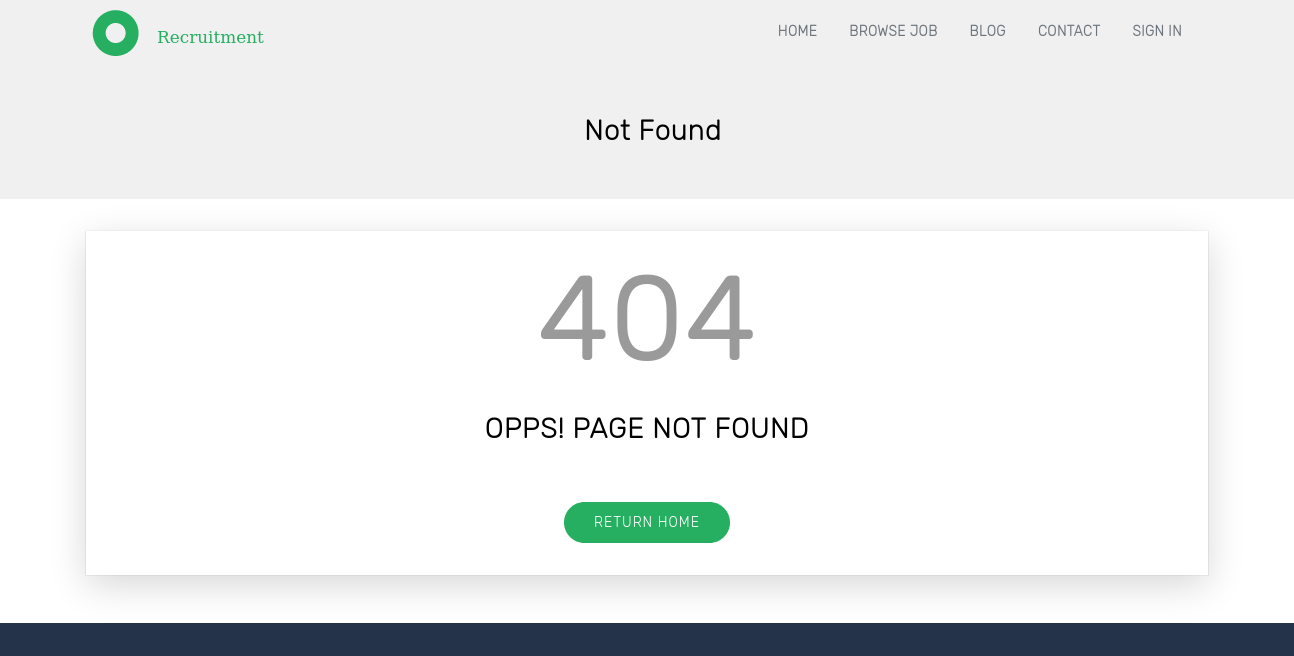 Recruitment
HOME BROWSE JOB BLOG CONTACT SIGN IN
Not Found
404
OPPS! PAGE NOT FOUND
RETURN HOME